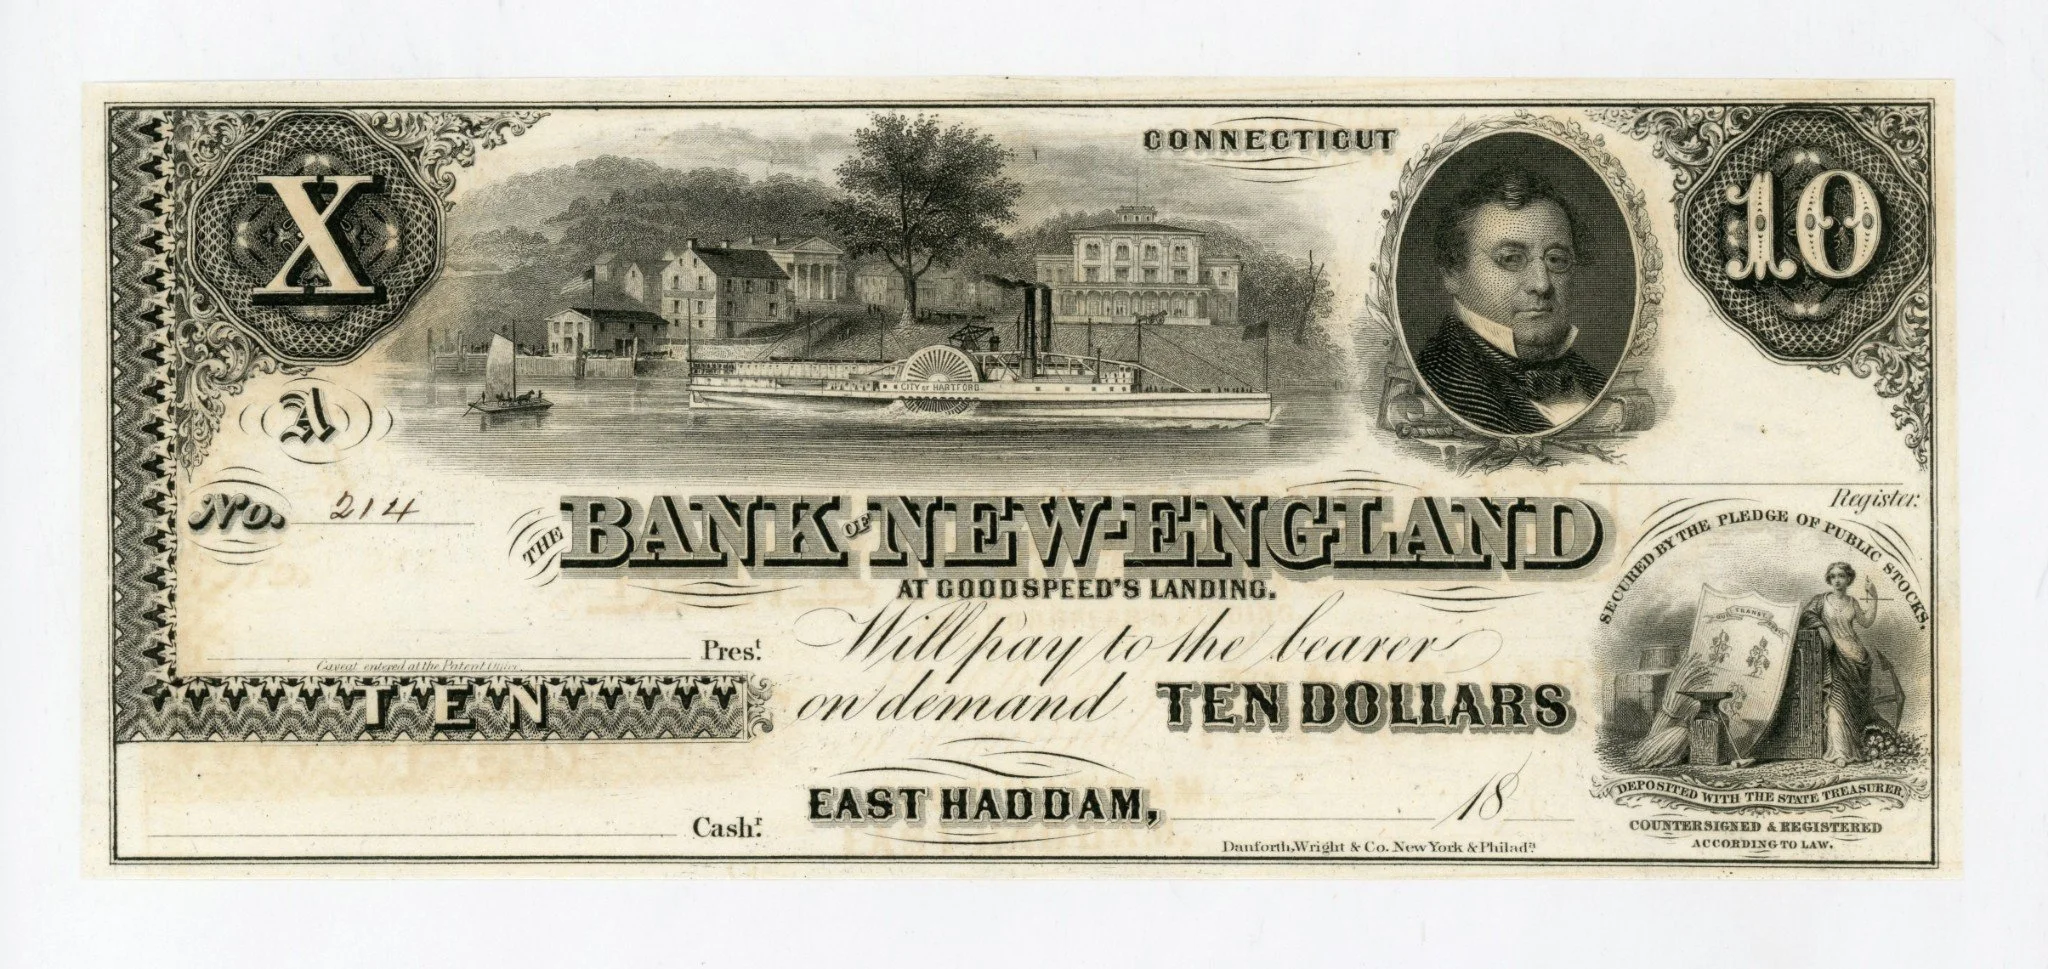 CONNECTICUT
X
10
CITY OF HARTFORD
A
No. 214
Register.
THE BANK OF NEW-ENGLAND
AT GOODSPEED'S LANDING.
SECURED BY THE PLEDGE OF PUBLIC STOCKS,
Pres.t
Will pay to the bearer
Caveat entered at the Patent Office.
TEN
on demand TEN DOLLARS
DEPOSITED WITH THE STATE TREASURER,
EAST HADDAM, 18
Cash.r
COUNTERSIGNED & REGISTERED
ACCORDING TO LAW.
Danforth, Wright & Co. New York & Philad.a